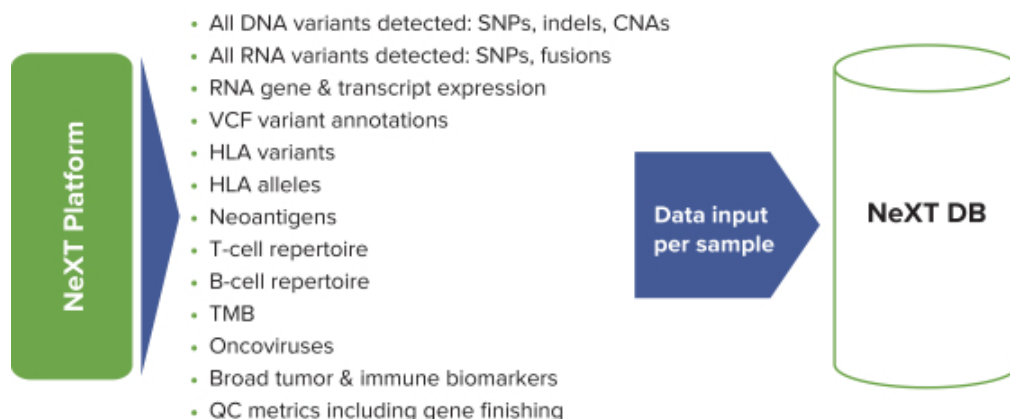 NeXT Platform
• All DNA variants detected: SNPs, indels, CNAs
• All RNA variants detected: SNPs, fusions
• RNA gene & transcript expression
• VCF variant annotations
• HLA variants
• HLA alleles
• Neoantigens
• T-cell repertoire
• B-cell repertoire
• TMB
• Oncoviruses
• Broad tumor & immune biomarkers
• QC metrics including gene finishing
Data input
per sample
NeXT DB